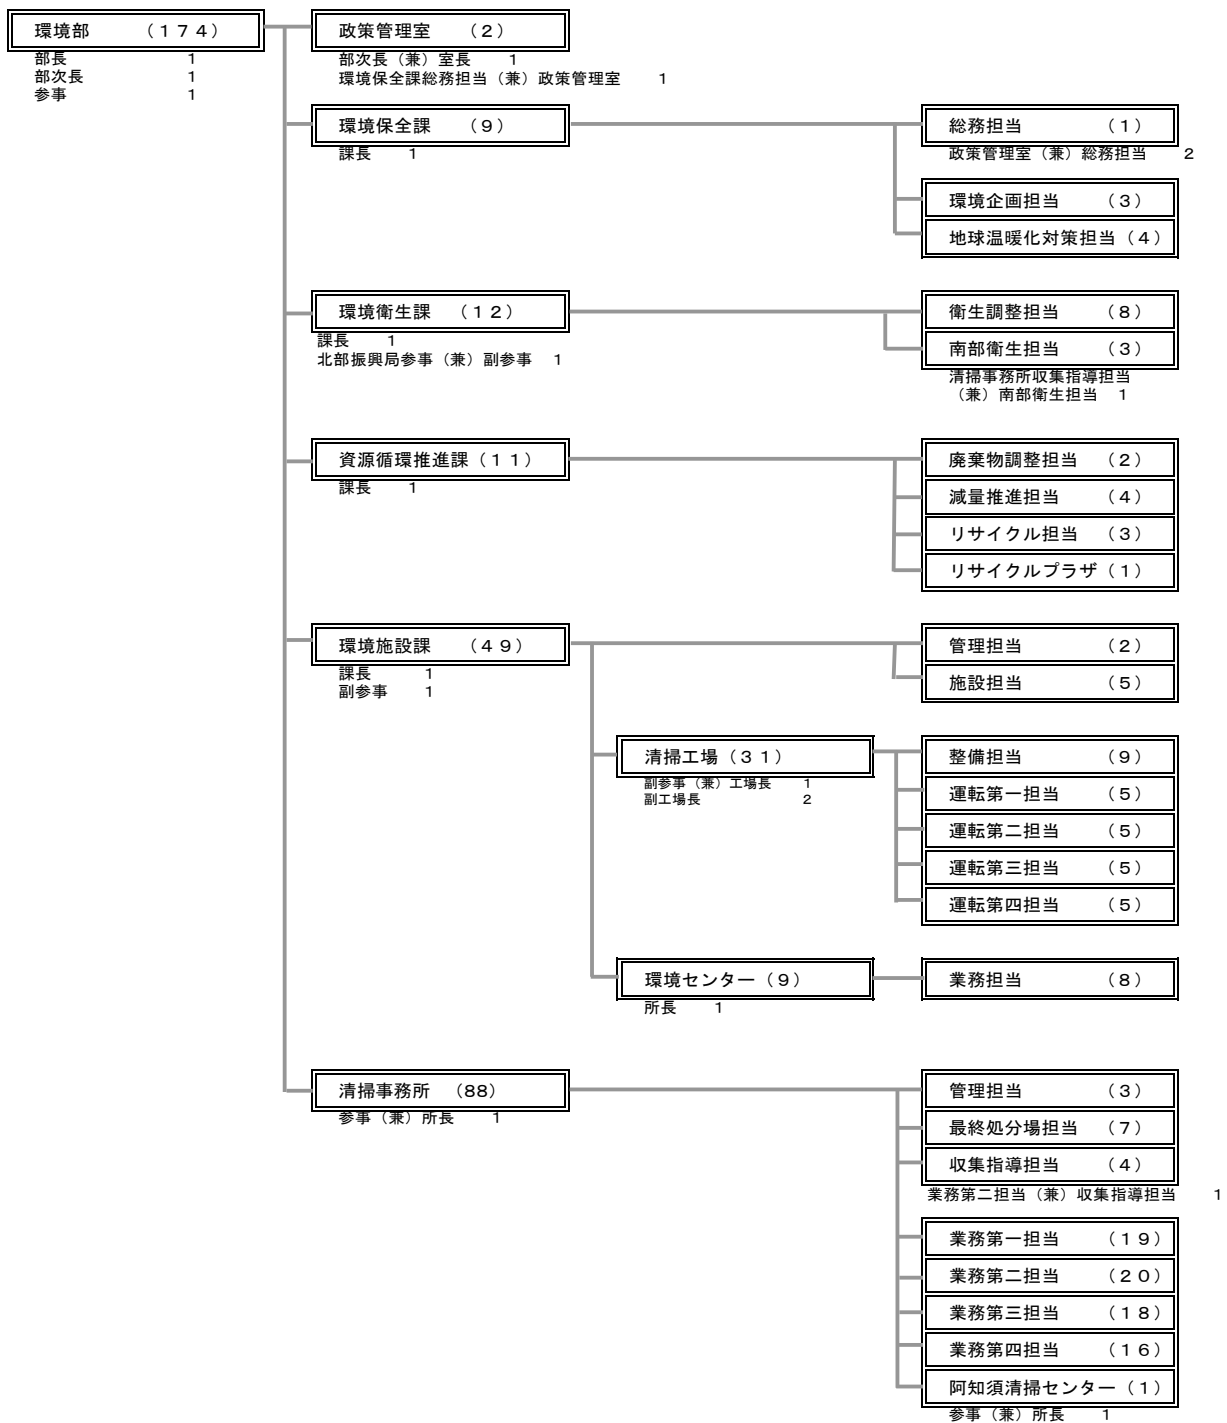 環境部　　　（１７４）
部長　　　　　　　1
部次長　　　　　　1
参事　　　　　　　1
政策管理室　　（２）
部次長（兼）室長　　1
環境保全課総務担当（兼）政策管理室　　1
環境保全課　　（９）
課長　　1
総務担当　　　　（１）
政策管理室（兼）総務担当　　2
環境企画担当　　（３）
地球温暖化対策担当（４）
環境衛生課　（１２）
課長　　1
北部振興局参事（兼）副参事　1
衛生調整担当　　（８）
南部衛生担当　　（３）
清掃事務所収集指導担当
（兼）南部衛生担当　1
資源循環推進課（１１）
課長　　1
廃棄物調整担当　（２）
減量推進担当　　（４）
リサイクル担当　（３）
リサイクルプラザ（１）
環境施設課　　（４９）
課長　　　1
副参事　　1
管理担当　　　　（２）
施設担当　　　　（５）
清掃工場（３１）
副参事（兼）工場長　　1
副工場長　　　　　　　2
整備担当　　　　（９）
運転第一担当　　（５）
運転第二担当　　（５）
運転第三担当　　（５）
運転第四担当　　（５）
環境センター（９）
所長　　1
業務担当　　　　（８）
清掃事務所　（88）
参事（兼）所長　　1
管理担当　　　　（３）
最終処分場担当　（７）
収集指導担当　　（４）
業務第二担当（兼）収集指導担当　　1
業務第一担当　　（１９）
業務第二担当　　（２０）
業務第三担当　　（１８）
業務第四担当　　（１６）
阿知須清掃センター（１）
参事（兼）所長　　1